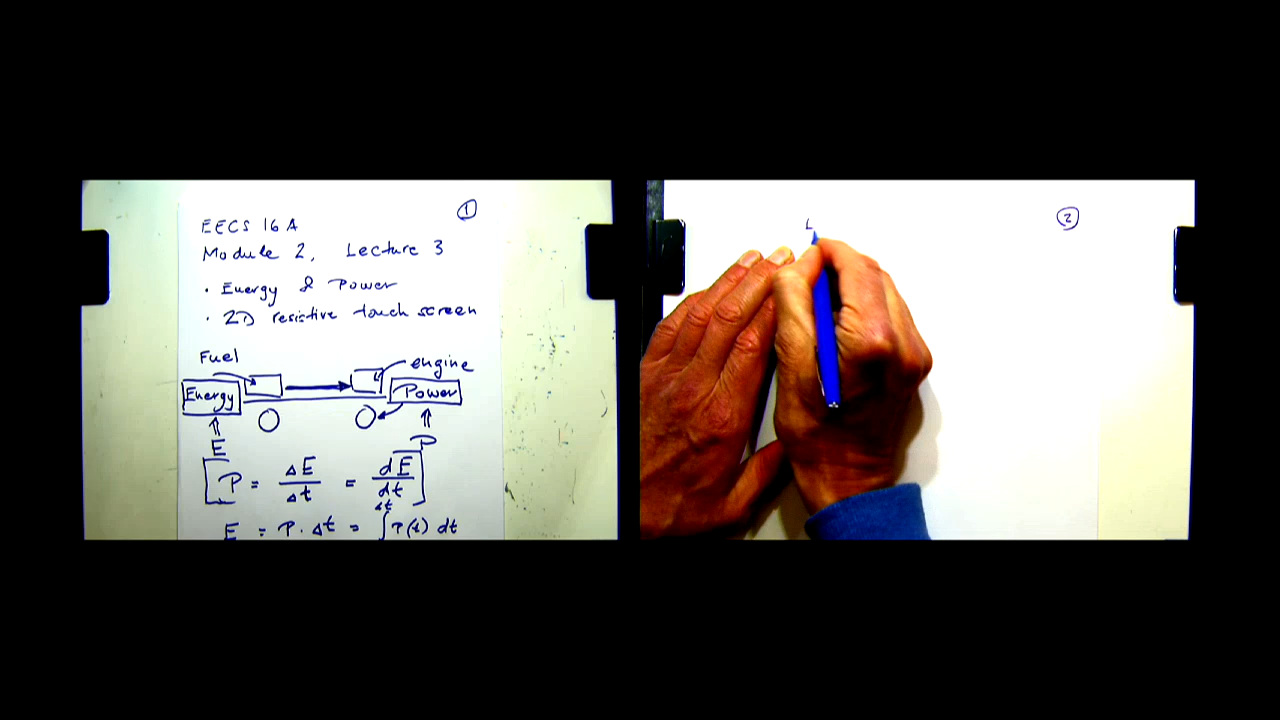 ①
EECS 16A
Module 2, Lecture 3
· Energy & Power
· 2D resistive touch screen
Fuel
engine
Energy
Power
⇑ ⇑
E P
[P = ΔE/Δt = dE/dt]
E = P · Δt = ∫^Δt P(t) dt
②
L